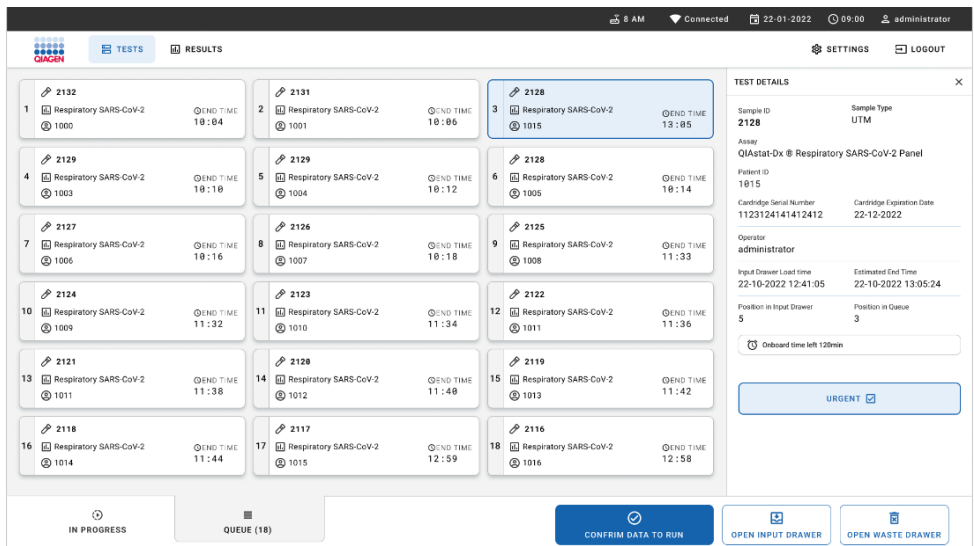 8 AM Connected 22-01-2022 09:00 administrator
QIAGEN TESTS RESULTS SETTINGS LOGOUT
1
2132
Respiratory SARS-CoV-2
1000
END TIME
10:04
2
2131
Respiratory SARS-CoV-2
1001
END TIME
10:06
3
2128
Respiratory SARS-CoV-2
1015
END TIME
13:05
4
2129
Respiratory SARS-CoV-2
1003
END TIME
10:10
5
2129
Respiratory SARS-CoV-2
1004
END TIME
10:12
6
2128
Respiratory SARS-CoV-2
1005
END TIME
10:14
7
2127
Respiratory SARS-CoV-2
1006
END TIME
10:16
8
2126
Respiratory SARS-CoV-2
1007
END TIME
10:18
9
2125
Respiratory SARS-CoV-2
1008
END TIME
11:33
10
2124
Respiratory SARS-CoV-2
1009
END TIME
11:32
11
2123
Respiratory SARS-CoV-2
1010
END TIME
11:34
12
2122
Respiratory SARS-CoV-2
1011
END TIME
11:36
13
2121
Respiratory SARS-CoV-2
1011
END TIME
11:38
14
2120
Respiratory SARS-CoV-2
1012
END TIME
11:40
15
2119
Respiratory SARS-CoV-2
1013
END TIME
11:42
16
2118
Respiratory SARS-CoV-2
1014
END TIME
11:44
17
2117
Respiratory SARS-CoV-2
1015
END TIME
12:59
18
2116
Respiratory SARS-CoV-2
1016
END TIME
12:58
TEST DETAILS
Sample ID Sample Type
2128 UTM
Assay
QIAstat-Dx ® Respiratory SARS-CoV-2 Panel
Patient ID
1015
Cardridge Serial Number Cardridge Expiration Date
1123124141412412 22-12-2022
Operator
administrator
Input Drawer Load time Estimated End Time
22-10-2022 12:41:05 22-10-2022 13:05:24
Position in Input Drawer Position in Queue
5 3
Onboard time left 120min
URGENT
IN PROGRESS
QUEUE (18)
CONFRIM DATA TO RUN
OPEN INPUT DRAWER
OPEN WASTE DRAWER